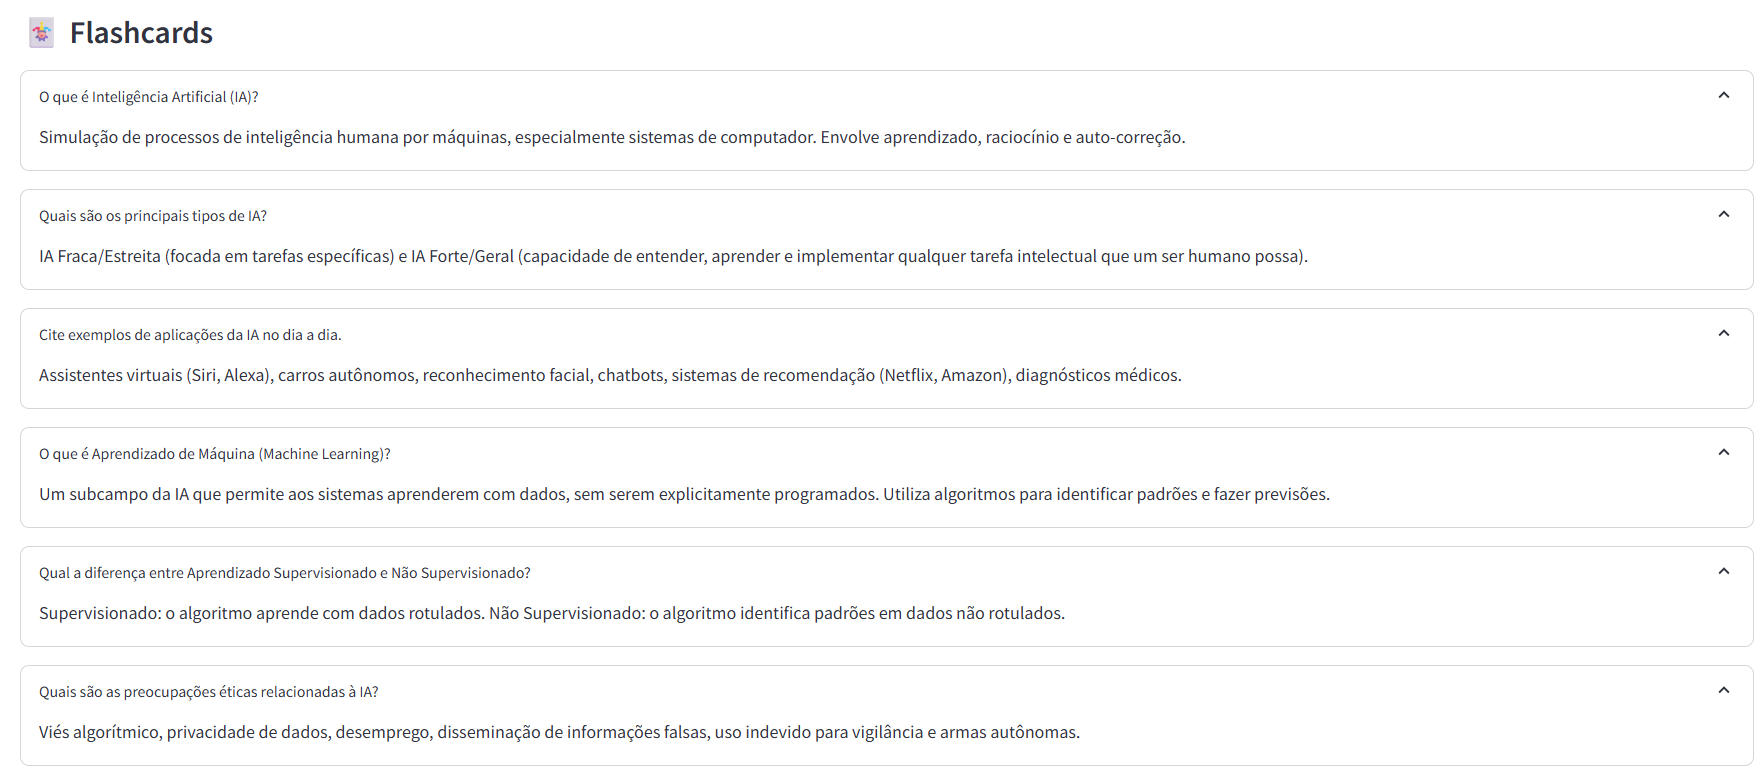 Flashcards
O que é Inteligência Artificial (IA)?
Simulação de processos de inteligência humana por máquinas, especialmente sistemas de computador. Envolve aprendizado, raciocínio e auto-correção.
Quais são os principais tipos de IA?
IA Fraca/Estreita (focada em tarefas específicas) e IA Forte/Geral (capacidade de entender, aprender e implementar qualquer tarefa intelectual que um ser humano possa).
Cite exemplos de aplicações da IA no dia a dia.
Assistentes virtuais (Siri, Alexa), carros autônomos, reconhecimento facial, chatbots, sistemas de recomendação (Netflix, Amazon), diagnósticos médicos.
O que é Aprendizado de Máquina (Machine Learning)?
Um subcampo da IA que permite aos sistemas aprenderem com dados, sem serem explicitamente programados. Utiliza algoritmos para identificar padrões e fazer previsões.
Qual a diferença entre Aprendizado Supervisionado e Não Supervisionado?
Supervisionado: o algoritmo aprende com dados rotulados. Não Supervisionado: o algoritmo identifica padrões em dados não rotulados.
Quais são as preocupações éticas relacionadas à IA?
Viés algorítmico, privacidade de dados, desemprego, disseminação de informações falsas, uso indevido para vigilância e armas autônomas.